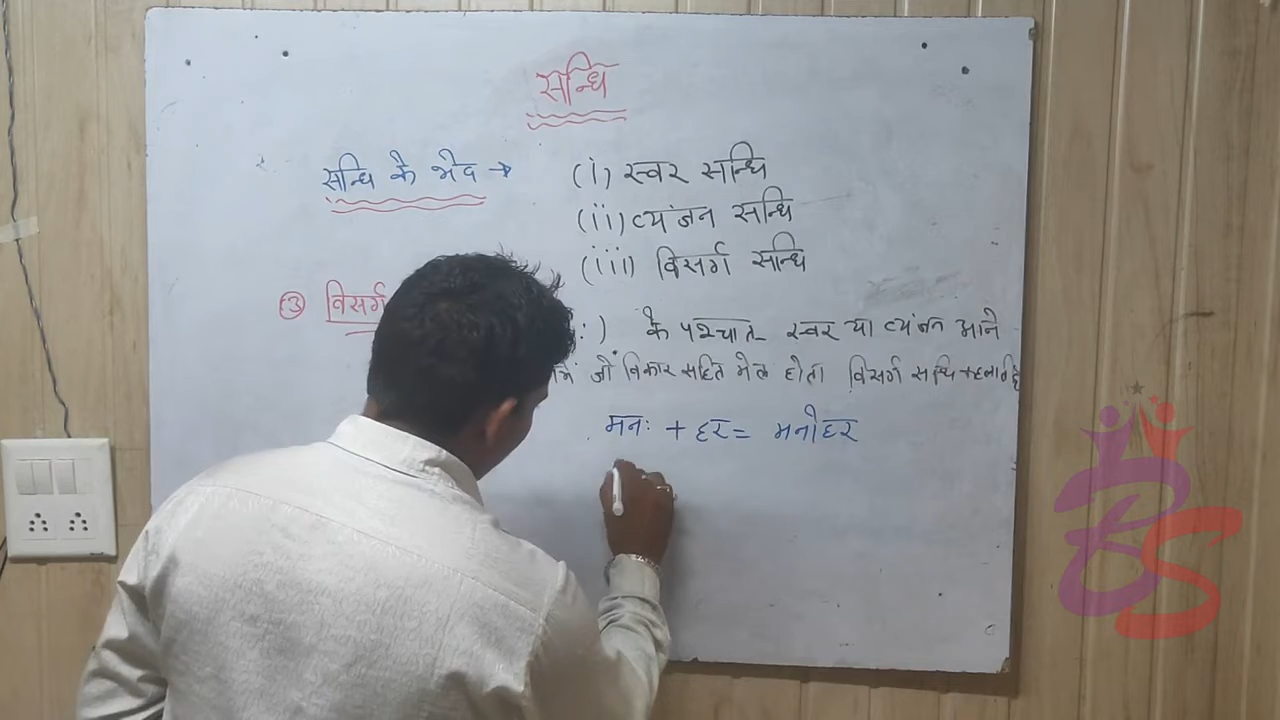 सन्धि
सन्धि के भेद → (i) स्वर सन्धि
(ii) व्यंजन सन्धि
(iii) विसर्ग सन्धि
③ विसर्ग :) के पश्चात स्वर या व्यंजन आने
जो विकार सहित मेल होता विसर्ग सन्धि
मनः + हर = मनोहर
BS